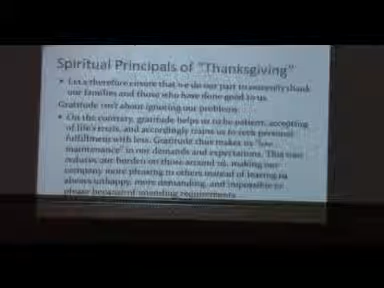 Spiritual Principals of "Thanksgiving"
Let's therefore ensure that we do our part to earnestly thank
our families and those who have done good to us.
Gratitude isn't about ignoring our problems.
On the contrary, gratitude helps us to be patient, accepting
of life's trials, and accordingly trains us to seek personal
fulfillment with less. Gratitude thus makes us "low
maintenance" in our demands and expectations. This
reduces our burden on those around us, making our
company more pleasing to others instead of leaving us
always unhappy, more demanding, and impossible to
please because of unending requirements.